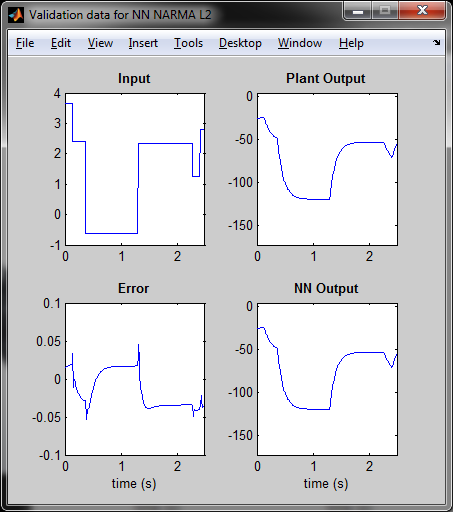 Validation data for NN NARMA L2
File Edit View Insert Tools Desktop Window Help
Input
4
3
2
1
0
-1
0 1 2
Plant Output
0
-50
-100
-150
0 1 2
Error
0.1
0.05
0
-0.05
-0.1
0 1 2
time (s)
NN Output
0
-50
-100
-150
0 1 2
time (s)